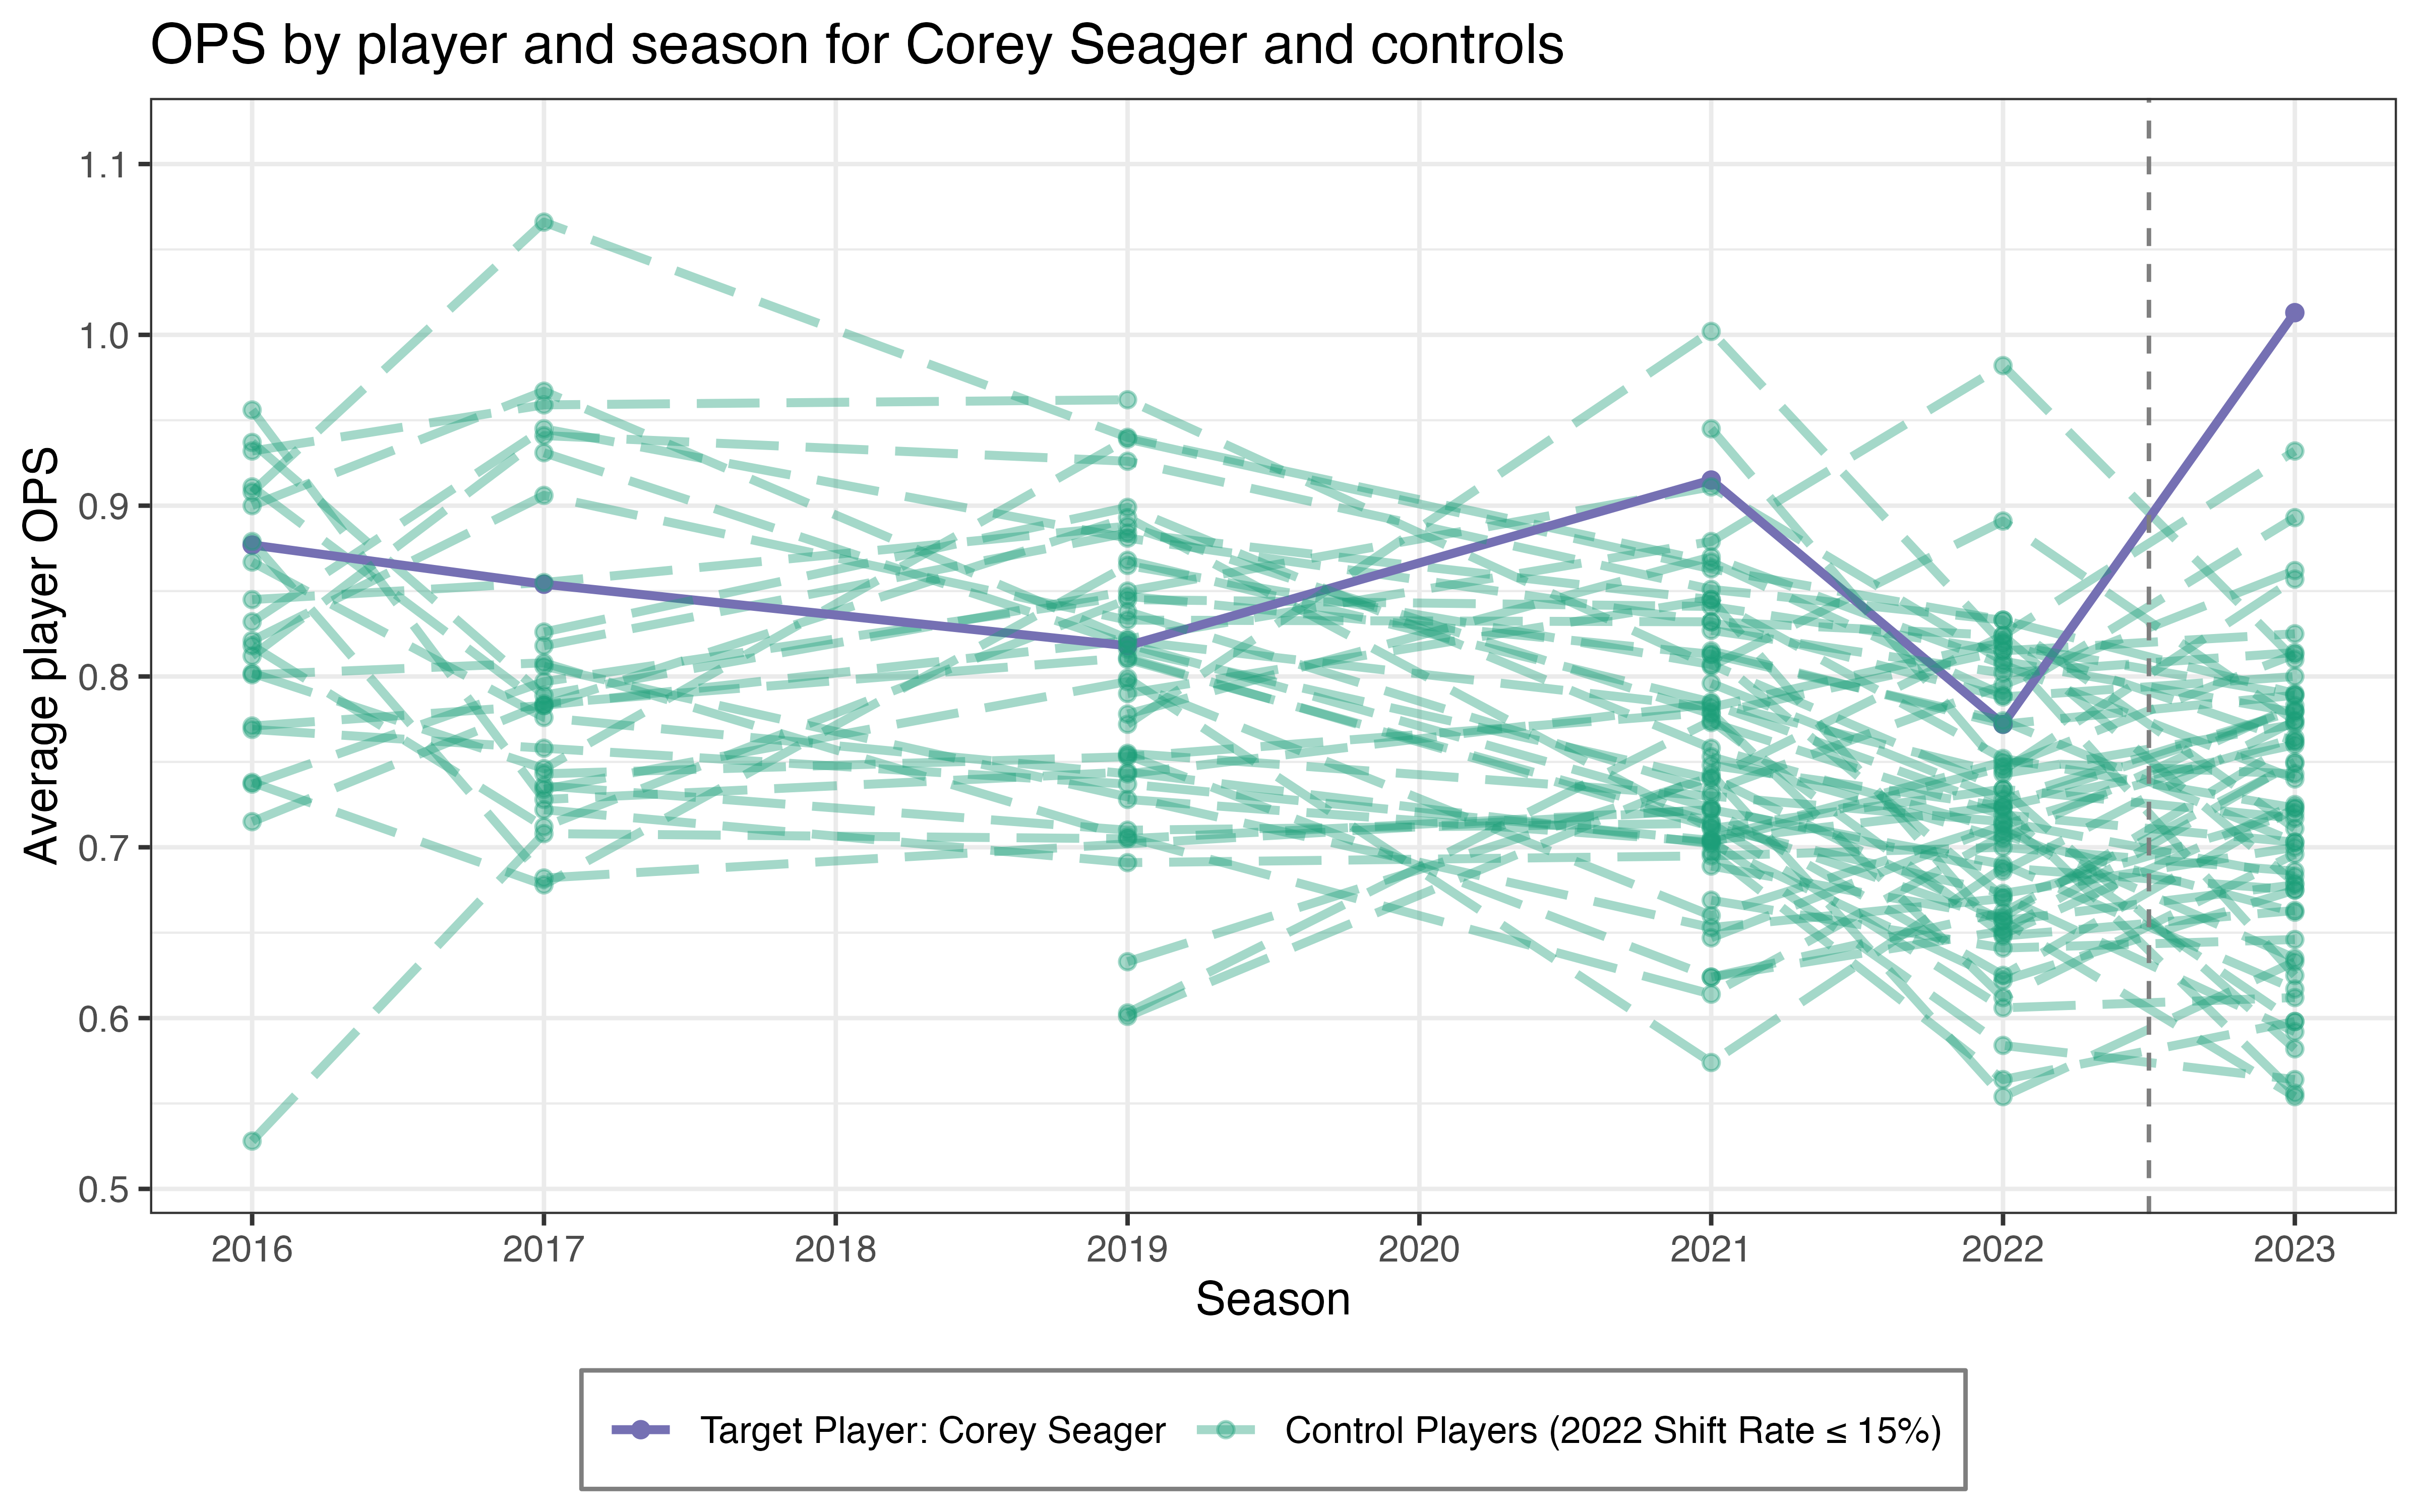 OPS by player and season for Corey Seager and controls
1.1
1.0
0.9
0.8
0.7
0.6
0.5
Average player OPS
2016 2017 2018 2019 2020 2021 2022 2023
Season
Target Player: Corey Seager Control Players (2022 Shift Rate ≤ 15%)